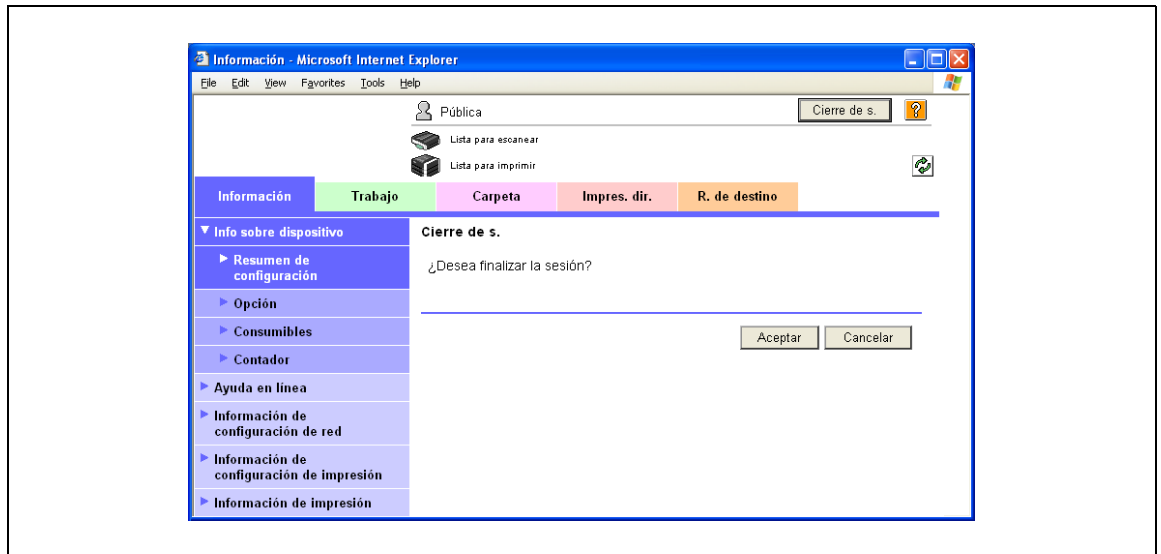 Información - Microsoft Internet Explorer
File Edit View Favorites Tools Help
Pública
Cierre de s.
?
Lista para escanear
Lista para imprimir
Información Trabajo Carpeta Impres. dir. R. de destino
Info sobre dispositivo
Resumen de
configuración
Opción
Consumibles
Contador
Ayuda en línea
Información de
configuración de red
Información de
configuración de impresión
Información de impresión
Cierre de s.
¿Desea finalizar la sesión?
Aceptar Cancelar